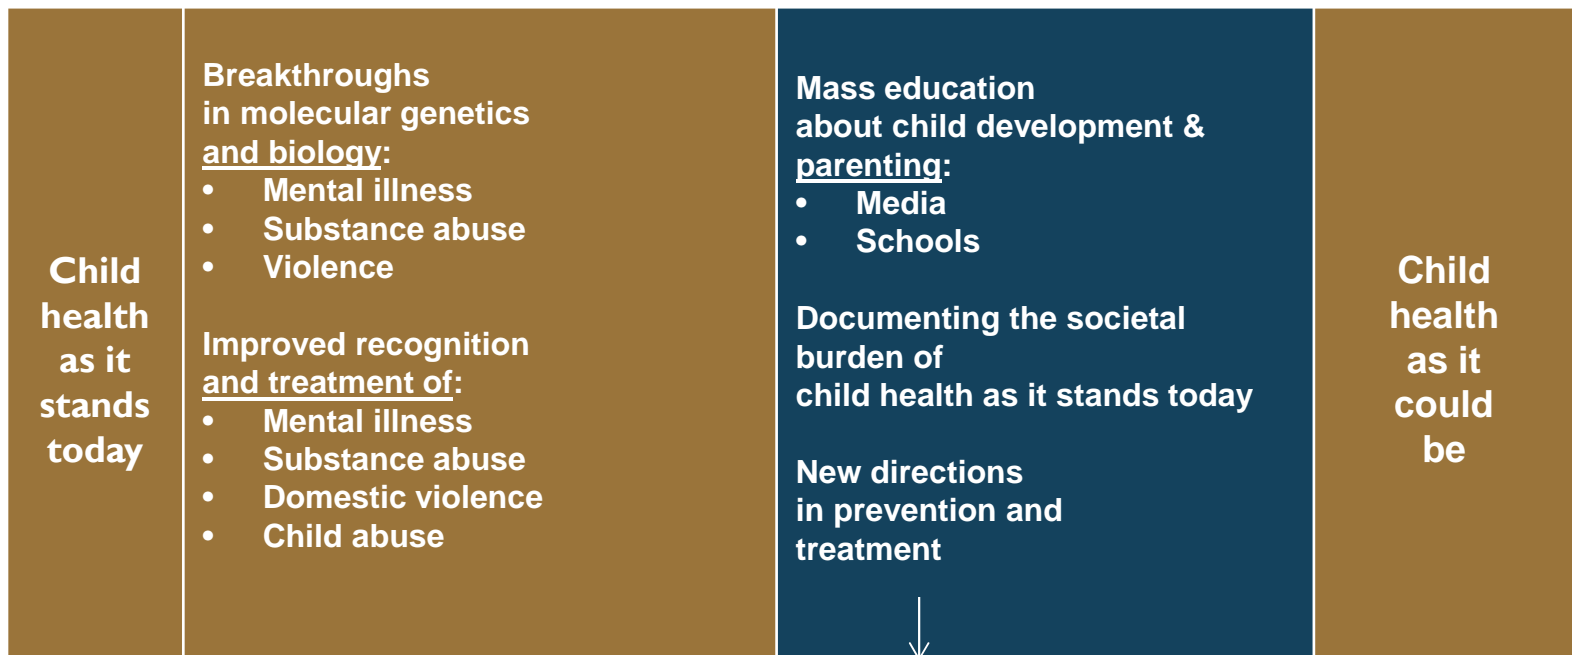 Child
health
as it
stands
today
Breakthroughs
in molecular genetics
and biology:
• Mental illness
• Substance abuse
• Violence
Improved recognition
and treatment of:
• Mental illness
• Substance abuse
• Domestic violence
• Child abuse
Mass education
about child development &
parenting:
• Media
• Schools
Documenting the societal
burden of
child health as it stands today
New directions
in prevention and
treatment
Child
health
as it
could
be